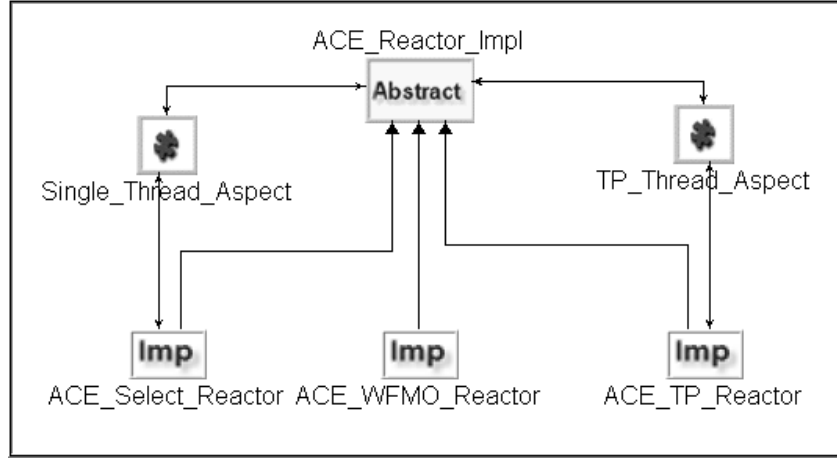 ACE_Reactor_Impl
Abstract
Single_Thread_Aspect
TP_Thread_Aspect
Imp
Imp
Imp
ACE_Select_Reactor
ACE_WFMO_Reactor
ACE_TP_Reactor